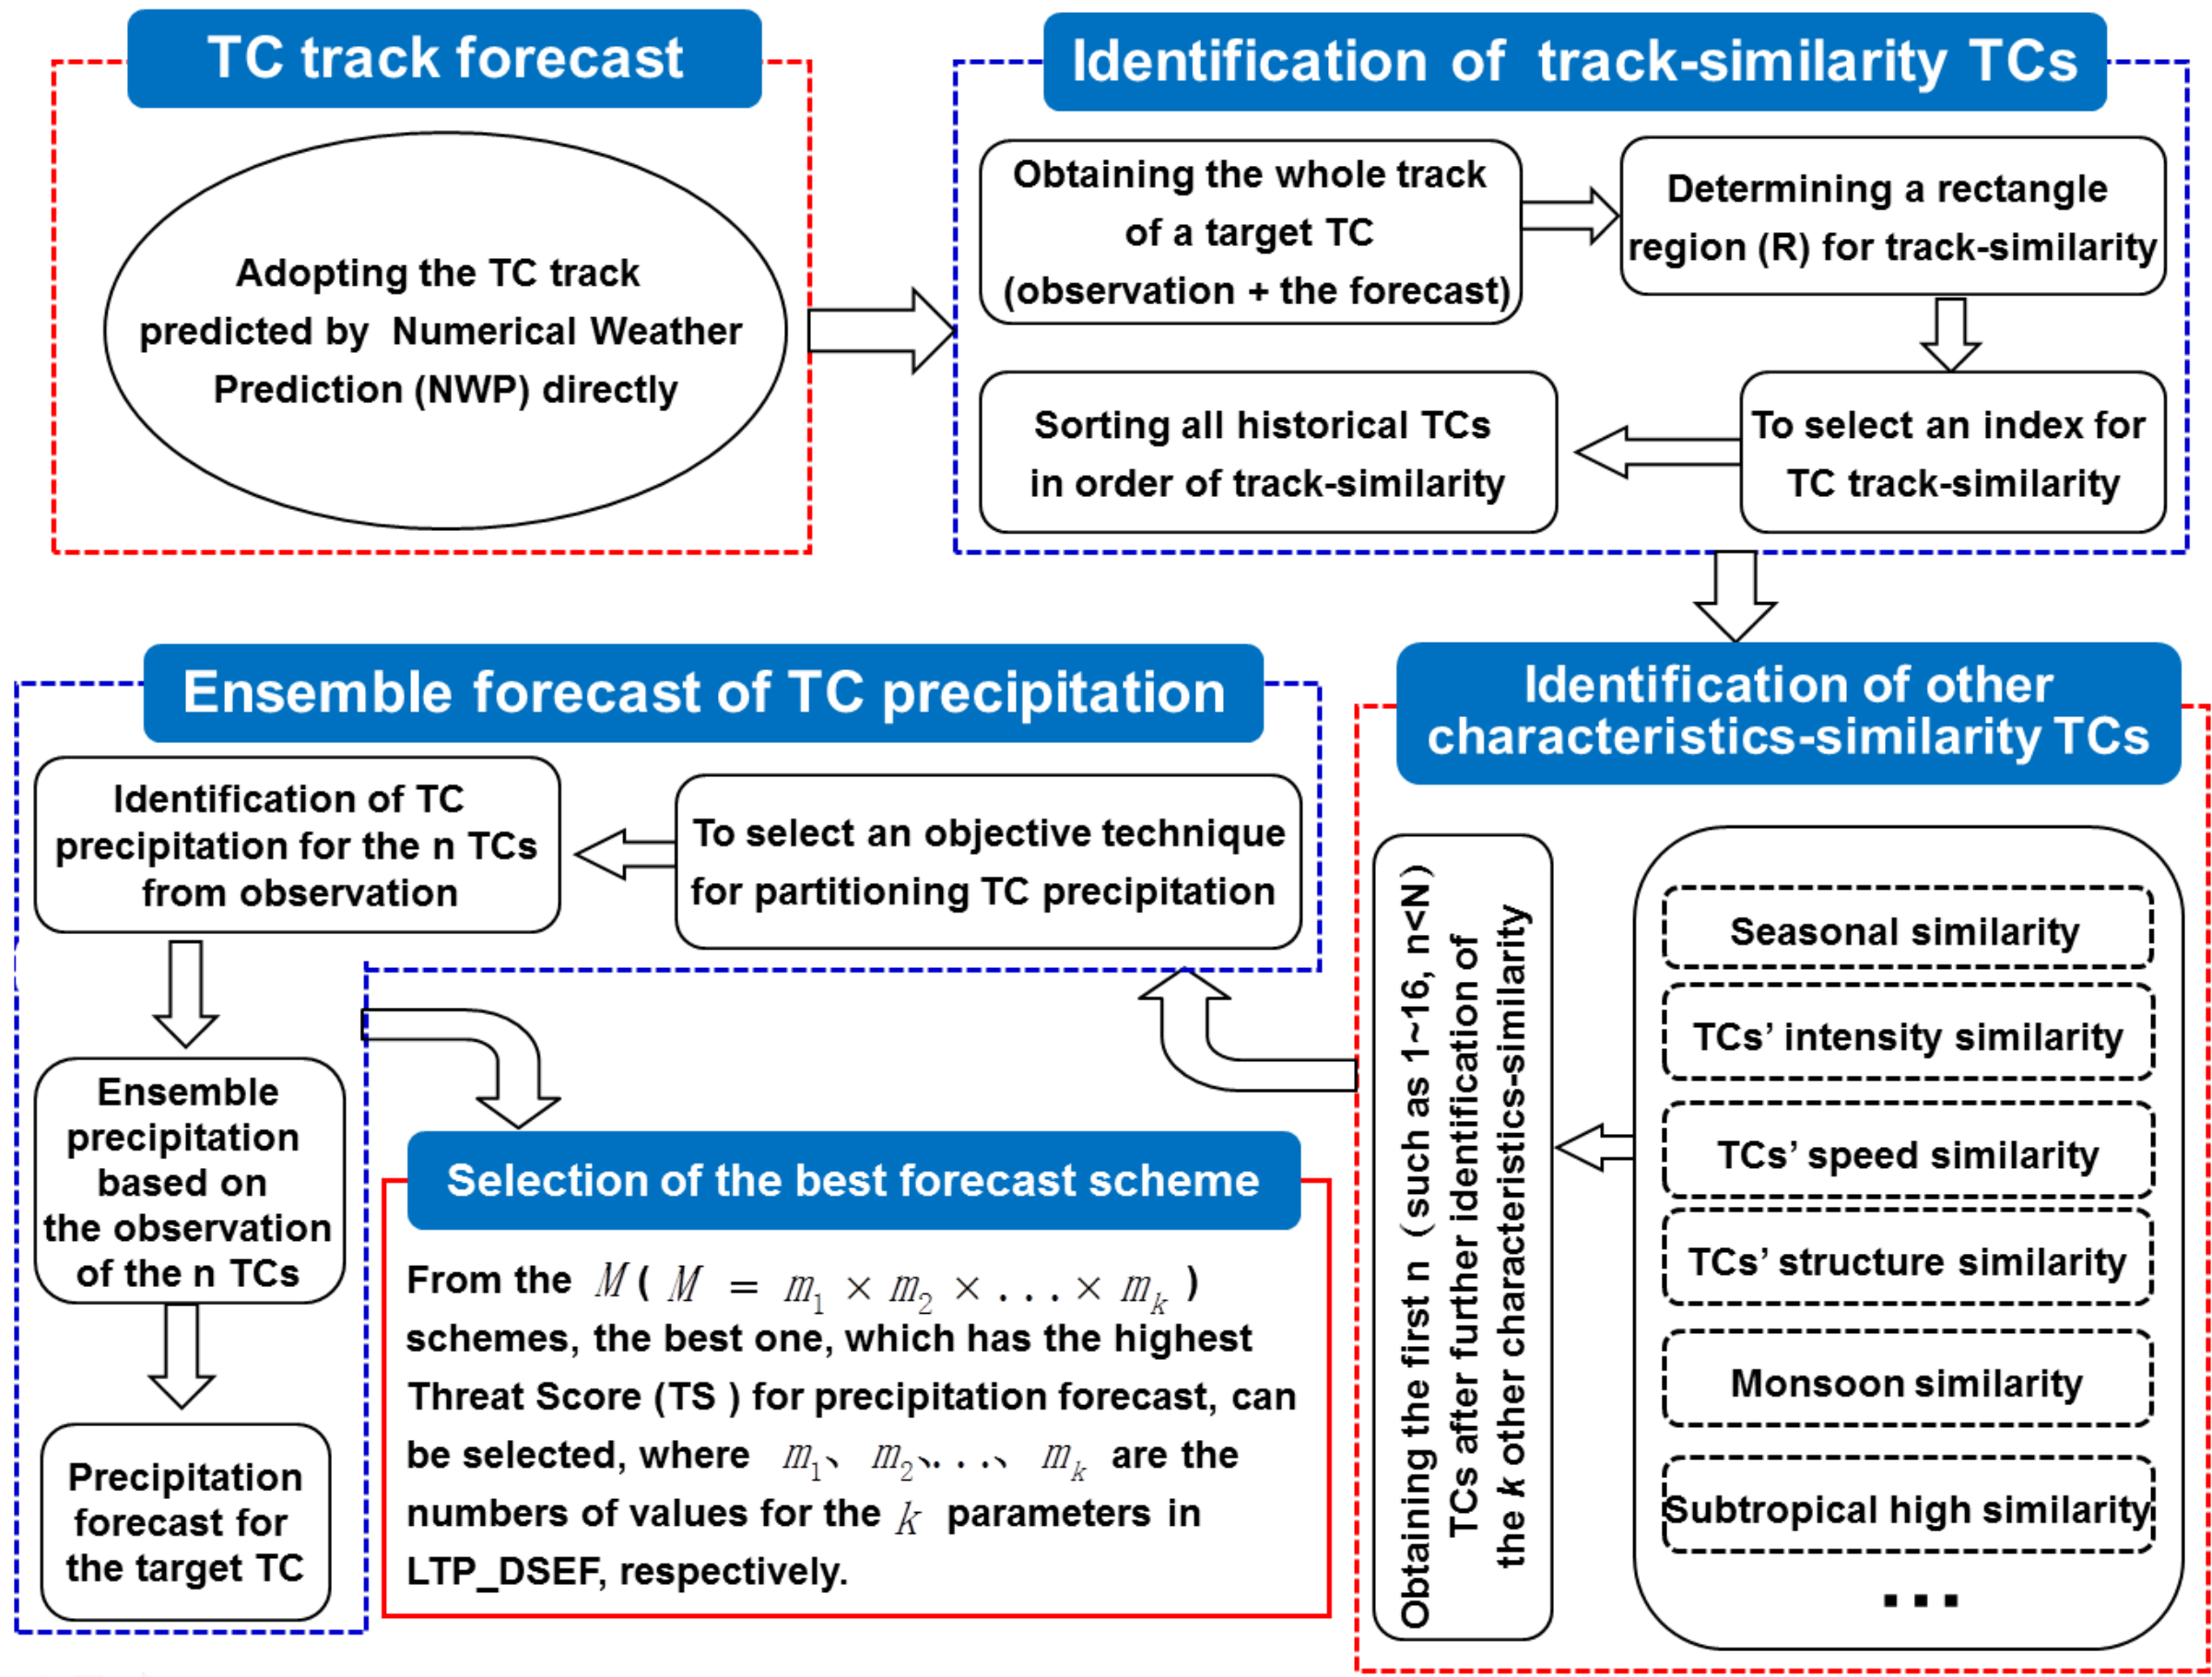 TC track forecast
Adopting the TC track
predicted by Numerical Weather
Prediction (NWP) directly
Identification of track-similarity TCs
Obtaining the whole track
of a target TC
(observation + the forecast)
Determining a rectangle
region (R) for track-similarity
To select an index for
TC track-similarity
Sorting all historical TCs
in order of track-similarity
Identification of other
characteristics-similarity TCs
Seasonal similarity
TCs’ intensity similarity
TCs’ speed similarity
TCs’ structure similarity
Monsoon similarity
Subtropical high similarity
...
Obtaining the first n (such as 1~16, n<N)
TCs after further identification of
the k other characteristics-similarity
Ensemble forecast of TC precipitation
To select an objective technique
for partitioning TC precipitation
Identification of TC
precipitation for the n TCs
from observation
Ensemble
precipitation
based on
the observation
of the n TCs
Precipitation
forecast for
the target TC
Selection of the best forecast scheme
From the M ( M = m₁ × m₂ × ... × mₖ )
schemes, the best one, which has the highest
Threat Score (TS ) for precipitation forecast, can
be selected, where m₁、 m₂、...、 mₖ are the
numbers of values for the k parameters in
LTP_DSEF, respectively.